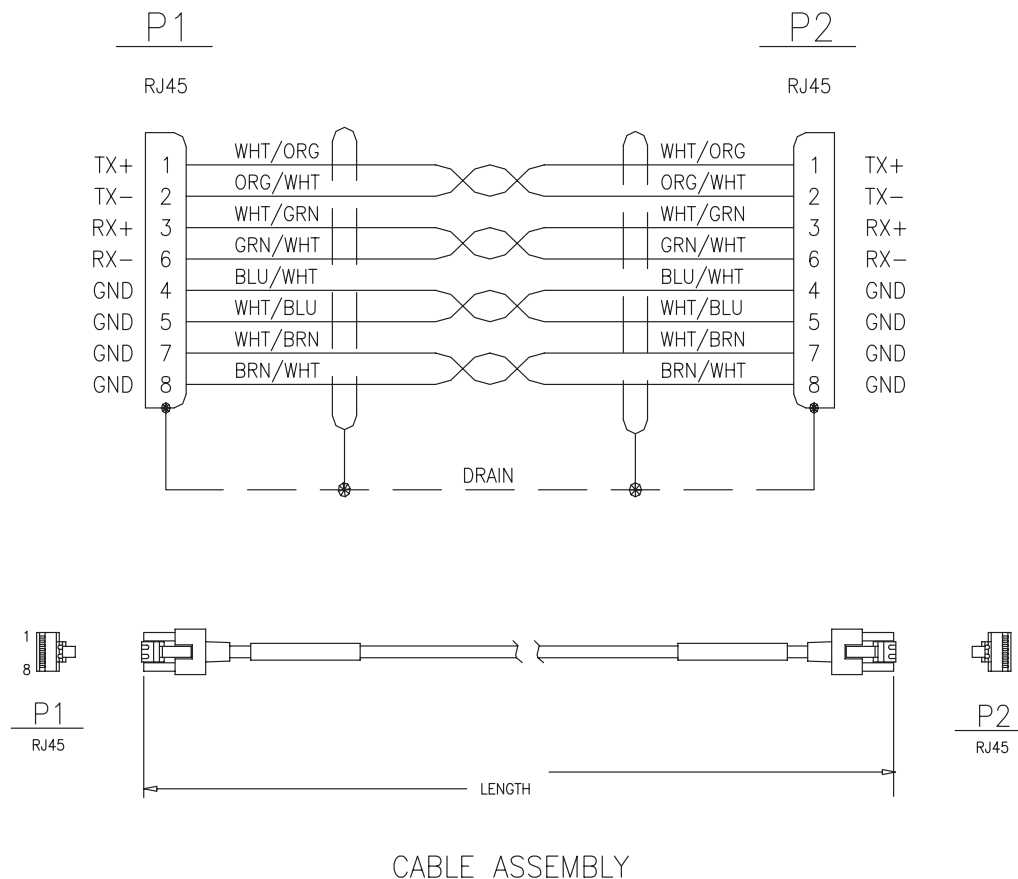 P1 P2
RJ45 RJ45
WHT/ORG WHT/ORG
TX+ 1 1 TX+
ORG/WHT ORG/WHT
TX- 2 2 TX-
WHT/GRN WHT/GRN
RX+ 3 3 RX+
GRN/WHT GRN/WHT
RX- 6 6 RX-
BLU/WHT BLU/WHT
GND 4 4 GND
WHT/BLU WHT/BLU
GND 5 5 GND
WHT/BRN WHT/BRN
GND 7 7 GND
BRN/WHT BRN/WHT
GND 8 8 GND
DRAIN
1
8
P1 P2
RJ45 RJ45
LENGTH
CABLE ASSEMBLY